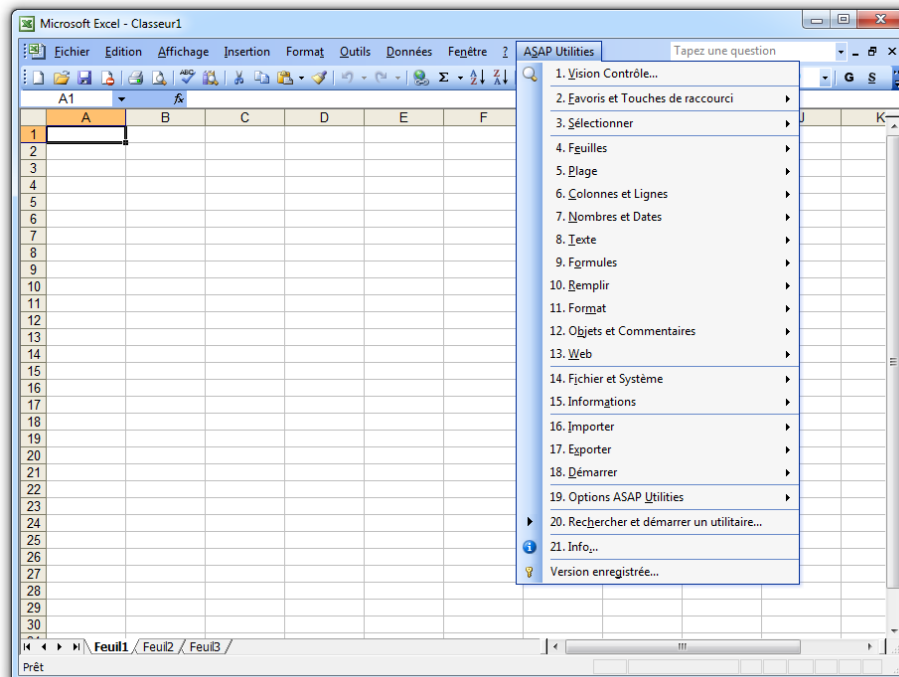 Microsoft Excel - Classeur1
Fichier Edition Affichage Insertion Format Outils Données Fenêtre ? ASAP Utilities Tapez une question
G S
A1 fx
A B C D E F J K
1
2
3
4
5
6
7
8
9
10
11
12
13
14
15
16
17
18
19
20
21
22
23
24
25
26
27
28
29
30
1. Vision Contrôle...
2. Favoris et Touches de raccourci
3. Sélectionner
4. Feuilles
5. Plage
6. Colonnes et Lignes
7. Nombres et Dates
8. Texte
9. Formules
10. Remplir
11. Format
12. Objets et Commentaires
13. Web
14. Fichier et Système
15. Informations
16. Importer
17. Exporter
18. Démarrer
19. Options ASAP Utilities
20. Rechercher et démarrer un utilitaire...
21. Info...
Version enregistrée...
Feuil1 Feuil2 Feuil3
Prêt